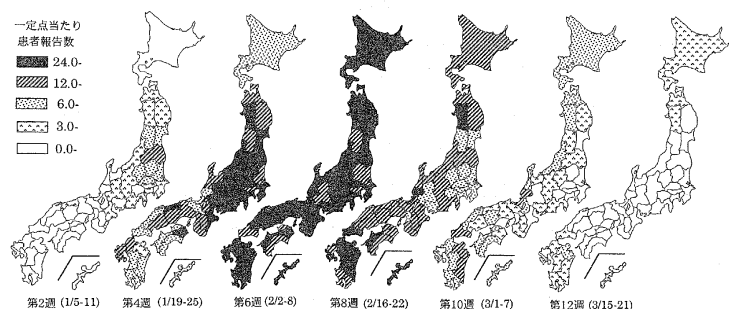 一定点当たり
患者報告数
24.0-
12.0-
6.0-
3.0-
0.0-
第2週 (1/5-11)
第4週 (1/19-25)
第6週 (2/2-8)
第8週 (2/16-22)
第10週 (3/1-7)
第12週 (3/15-21)